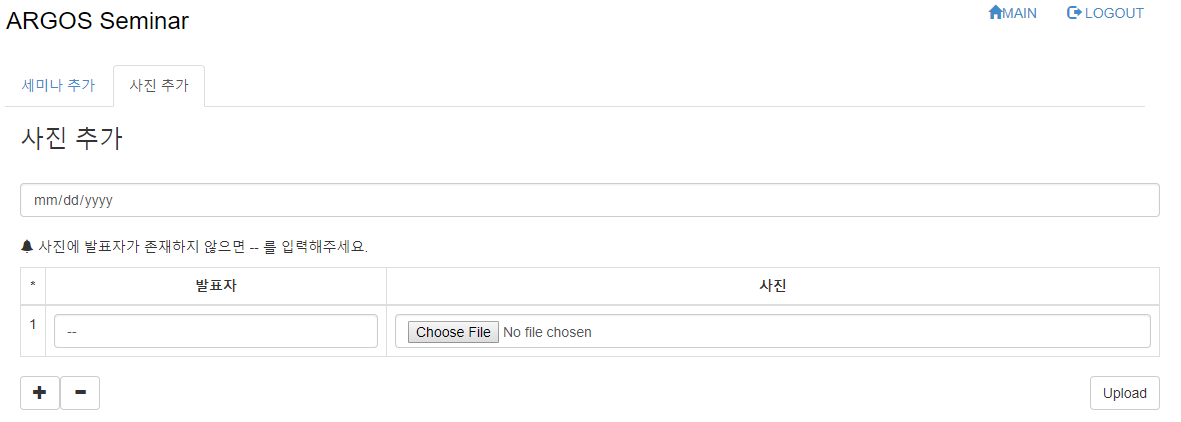 ARGOS Seminar
MAIN LOGOUT
세미나 추가 사진 추가
사진 추가
mm/dd/yyyy
사진에 발표자가 존재하지 않으면 -- 를 입력해주세요.
* 발표자 사진
1 -- Choose File No file chosen
Upload